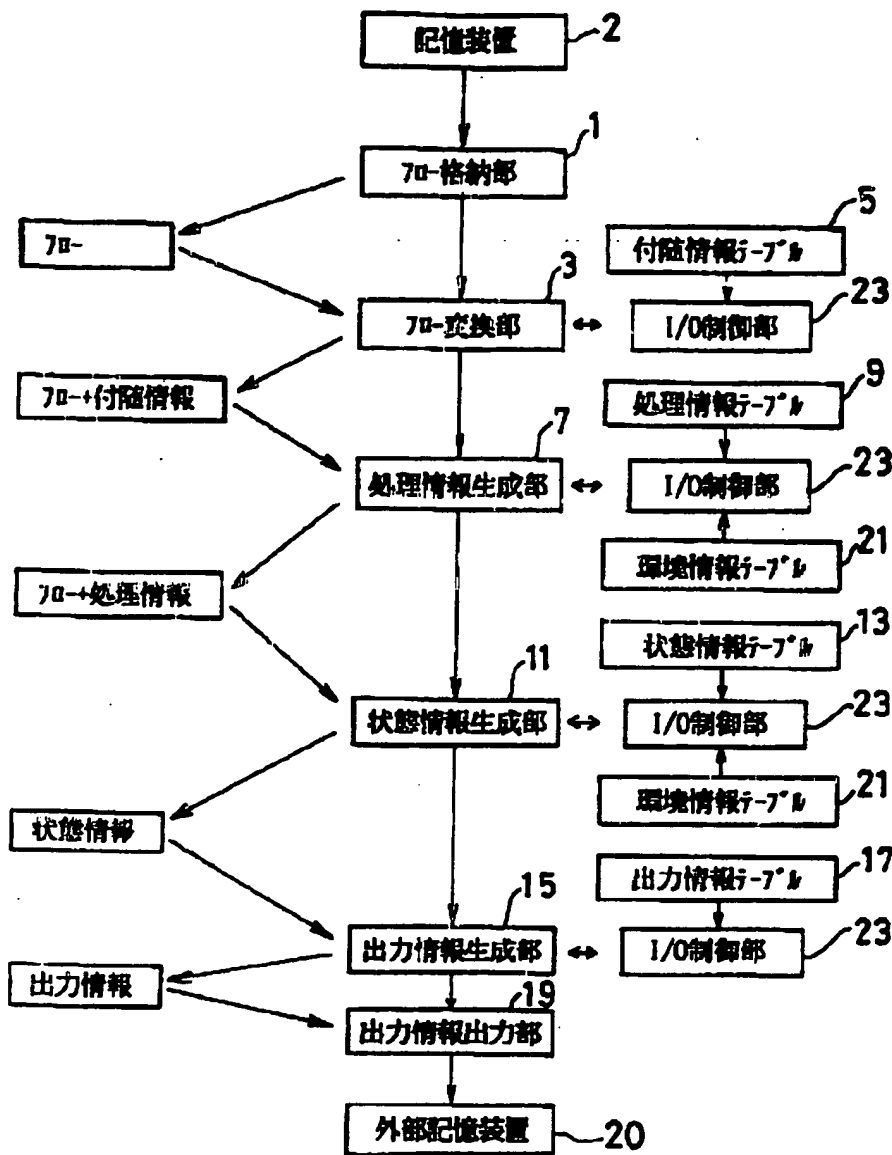 記憶装置
2
1
フロー格納部
フロー
5
付随情報テーブル
3
23
フロー変換部
I/O制御部
フロー+付随情報
9
処理情報テーブル
7
23
処理情報生成部
I/O制御部
21
環境情報テーブル
フロー+処理情報
13
状態情報テーブル
11
23
状態情報生成部
I/O制御部
21
環境情報テーブル
状態情報
17
出力情報テーブル
15
23
出力情報生成部
I/O制御部
出力情報
19
出力情報出力部
外部記憶装置
20